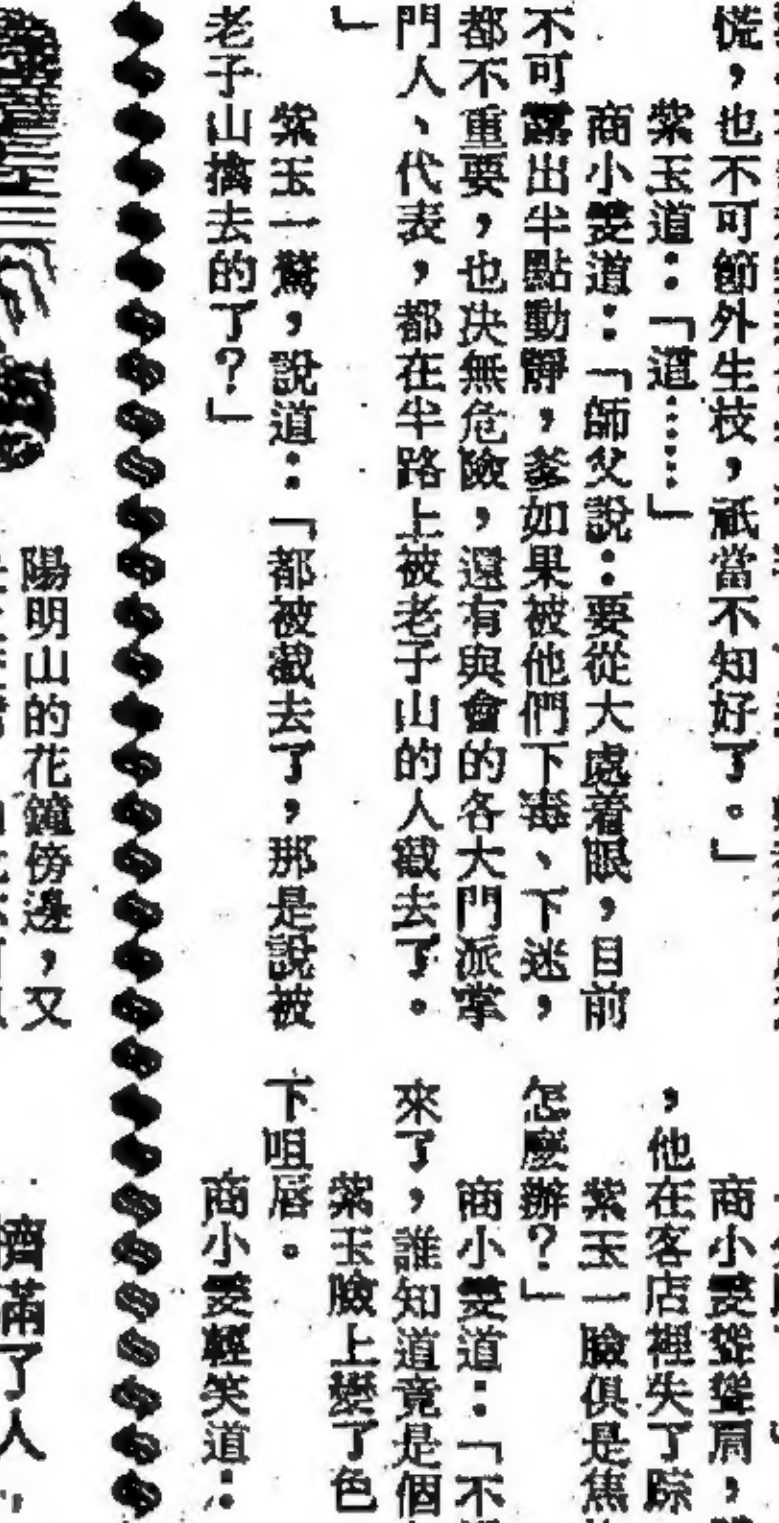 慌，也不可節外生枝，祇當不知好了。」
紫玉道：「這……」
商小雯道：「師父說：要從大處着眼，目前
不可露出半點動靜，爹如果被他們下毒、下迷，
都不重要，也決無危險，還有與會的各大門派掌
門人、代表，都在半路上被老子山的人截去了。
」
紫玉一驚，說道：「都被截去了，那是說被
老子山擒去的了？」
商小雯聳聳肩，
，他在客店裡失了踪
紫玉一臉俱是焦
怎麼辦？」
商小雯道：「不
來了，誰知道竟是個
紫玉臉上變了色
下咀唇。
商小雯輕笑道：
陽明山的花鐘傍邊，又
擠滿了人